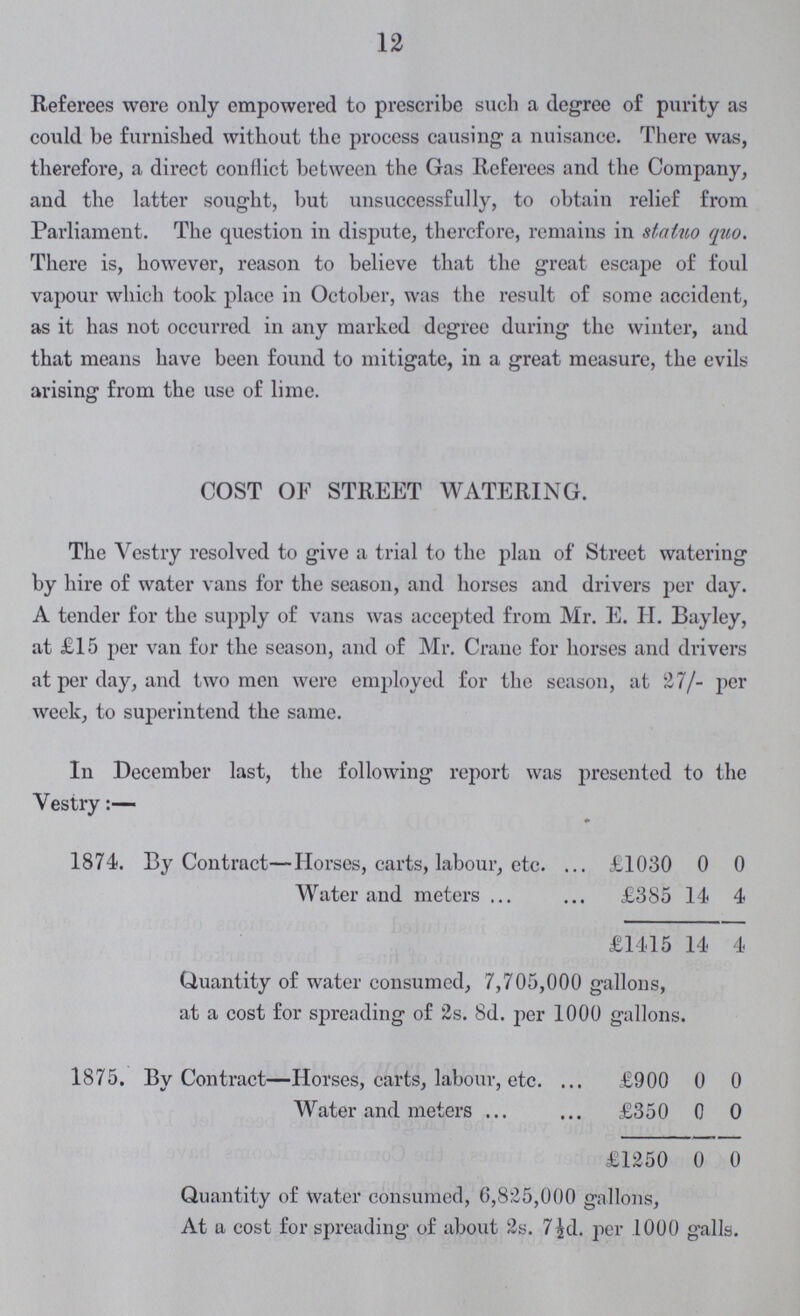 12
Referees were only empowered to prescribe such a degree of purity as
could be furnished without the process causing a nuisance. There was,
therefore, a direct conflict between the Gas Referees and the Company,
and the latter sought, but unsuccessfully, to obtain relief from
Parliament. The question in dispute, therefore, remains in statuo quo.
There is, however, reason to believe that the great escape of foul
vapour which took place in October, was the result of some accident,
as it has not occurred in any marked degree during the winter, and
that means have been found to mitigate, in a great measure, the evils
arising from the use of lime.
COST OF STREET WATERING.
The Vestry resolved to give a trial to the plan of Street watering
by hire of water vans for the season, and horses and drivers per day.
A tender for the supply of vans was accepted from Mr. E. H. Bayley,
at £15 per van for the season, and of Mr. Crane for horses and drivers
at per day, and two men were employed for the season, at 27/- per
week, to superintend the same.
In December last, the following report was presented to the
Vestry:—
1874. By Contract—Horses, carts, labour, etc. ... £1030 0 0
Water and meters ... ... £385 14 4
£1415 14 4
Quantity of water consumed, 7,705,000 gallons,
at a cost for spreading of 2s. 8d. per 1000 gallons.
1875. By Contract—Horses, carts, labour, etc. ... £900 0 0
Water and meters ... ... £350 0 0
£1250 0 0
Quantity of water consumed, 6,825,000 gallons,
At a cost for spreading of about 2s. 7½d. per 1000 galls.